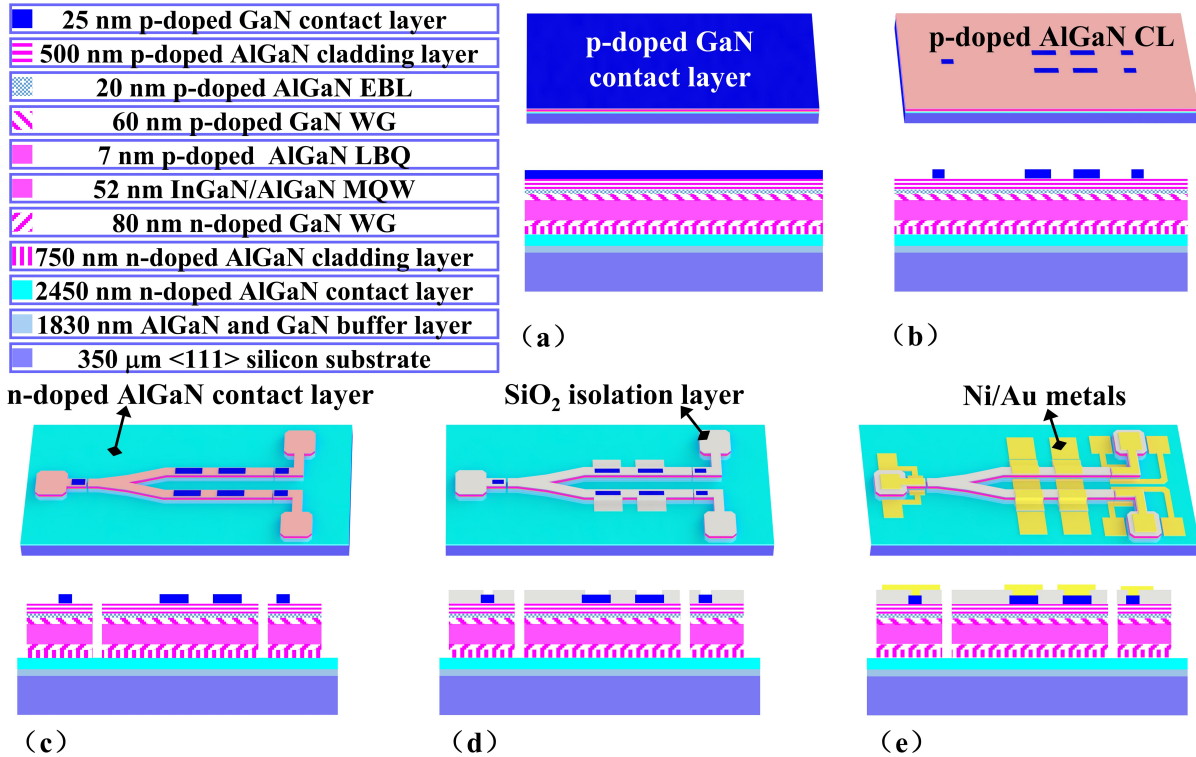 25 nm p-doped GaN contact layer
500 nm p-doped AlGaN cladding layer
20 nm p-doped AlGaN EBL
60 nm p-doped GaN WG
7 nm p-doped AlGaN LBQ
52 nm InGaN/AlGaN MQW
80 nm n-doped GaN WG
750 nm n-doped AlGaN cladding layer
2450 nm n-doped AlGaN contact layer
1830 nm AlGaN and GaN buffer layer
350 μm <111> silicon substrate
p-doped GaN
contact layer
(a)
p-doped AlGaN CL
(b)
n-doped AlGaN contact layer
(c)
SiO₂ isolation layer
(d)
Ni/Au metals
(e)